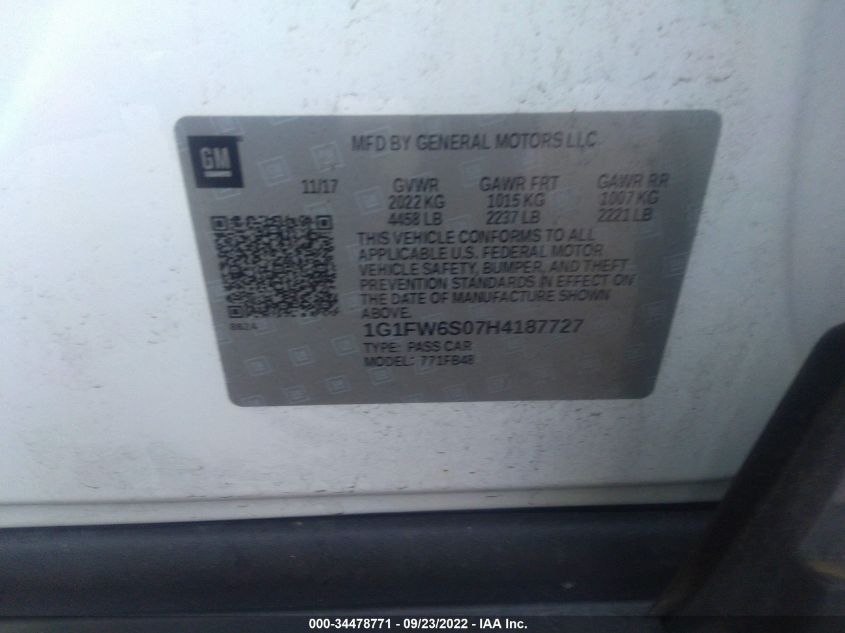 GM
MFD BY GENERAL MOTORS LLC
11/17 GVWR GAWR FRT GAWR RR
2022 KG 1015 KG 1007 KG
4458 LB 2237 LB 2221 LB
THIS VEHICLE CONFORMS TO ALL
APPLICABLE U.S. FEDERAL MOTOR
VEHICLE SAFETY, BUMPER, AND THEFT
PREVENTION STANDARDS IN EFFECT ON
THE DATE OF MANUFACTURE SHOWN
ABOVE.
8624
1G1FW6S07H4187727
TYPE: PASS CAR
MODEL: 771FB48
000-34478771 - 09/23/2022 - IAA Inc.